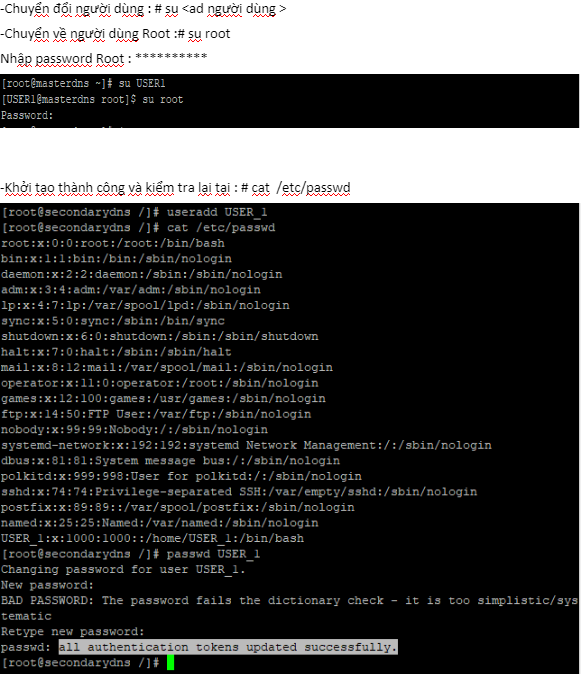 -Chuyển đổi người dùng : # su <ad người dùng >
-Chuyển về người dùng Root :# su root
Nhập password Root : **********
[root@masterdns ~]# su USER1
[USER1@masterdns root]$ su root
Password:
-Khởi tạo thành công và kiểm tra lại tại : # cat  /etc/passwd
[root@secondarydns /]# useradd USER_1
[root@secondarydns /]# cat /etc/passwd
root:x:0:0:root:/root:/bin/bash
bin:x:1:1:bin:/bin:/sbin/nologin
daemon:x:2:2:daemon:/sbin:/sbin/nologin
adm:x:3:4:adm:/var/adm:/sbin/nologin
lp:x:4:7:lp:/var/spool/lpd:/sbin/nologin
sync:x:5:0:sync:/sbin:/bin/sync
shutdown:x:6:0:shutdown:/sbin:/sbin/shutdown
halt:x:7:0:halt:/sbin:/sbin/halt
mail:x:8:12:mail:/var/spool/mail:/sbin/nologin
operator:x:11:0:operator:/root:/sbin/nologin
games:x:12:100:games:/usr/games:/sbin/nologin
ftp:x:14:50:FTP User:/var/ftp:/sbin/nologin
nobody:x:99:99:Nobody:/:/sbin/nologin
systemd-network:x:192:192:systemd Network Management:/:/sbin/nologin
dbus:x:81:81:System message bus:/:/sbin/nologin
polkitd:x:999:998:User for polkitd:/:/sbin/nologin
sshd:x:74:74:Privilege-separated SSH:/var/empty/sshd:/sbin/nologin
postfix:x:89:89::/var/spool/postfix:/sbin/nologin
named:x:25:25:Named:/var/named:/sbin/nologin
USER_1:x:1000:1000::/home/USER_1:/bin/bash
[root@secondarydns /]# passwd USER_1
Changing password for user USER_1.
New password:
BAD PASSWORD: The password fails the dictionary check - it is too simplistic/sys
tematic
Retype new password:
passwd: all authentication tokens updated successfully.
[root@secondarydns /]#